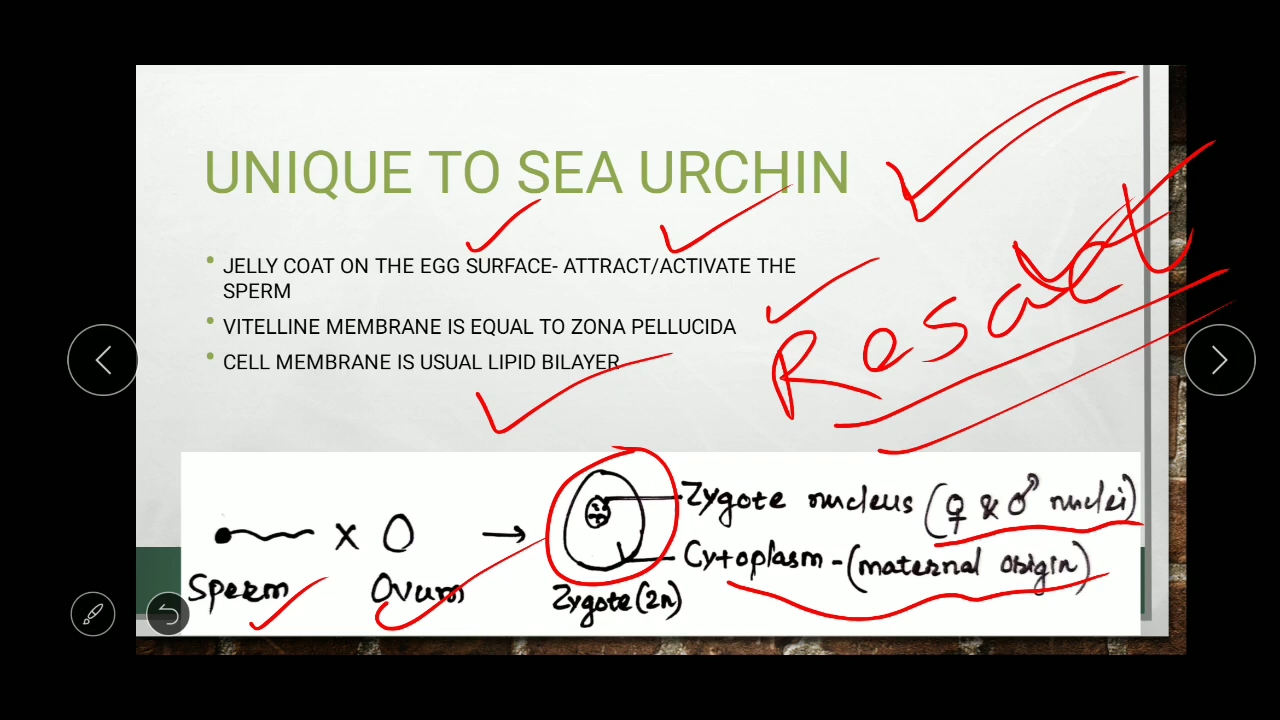 UNIQUE TO SEA URCHIN
• JELLY COAT ON THE EGG SURFACE- ATTRACT/ACTIVATE THE
SPERM
• VITELLINE MEMBRANE IS EQUAL TO ZONA PELLUCIDA
• CELL MEMBRANE IS USUAL LIPID BILAYER
Zygote nucleus (♀ & ♂ nuclei)
x
→
Cytoplasm - (maternal origin)
Sperm Ovum Zygote (2n)